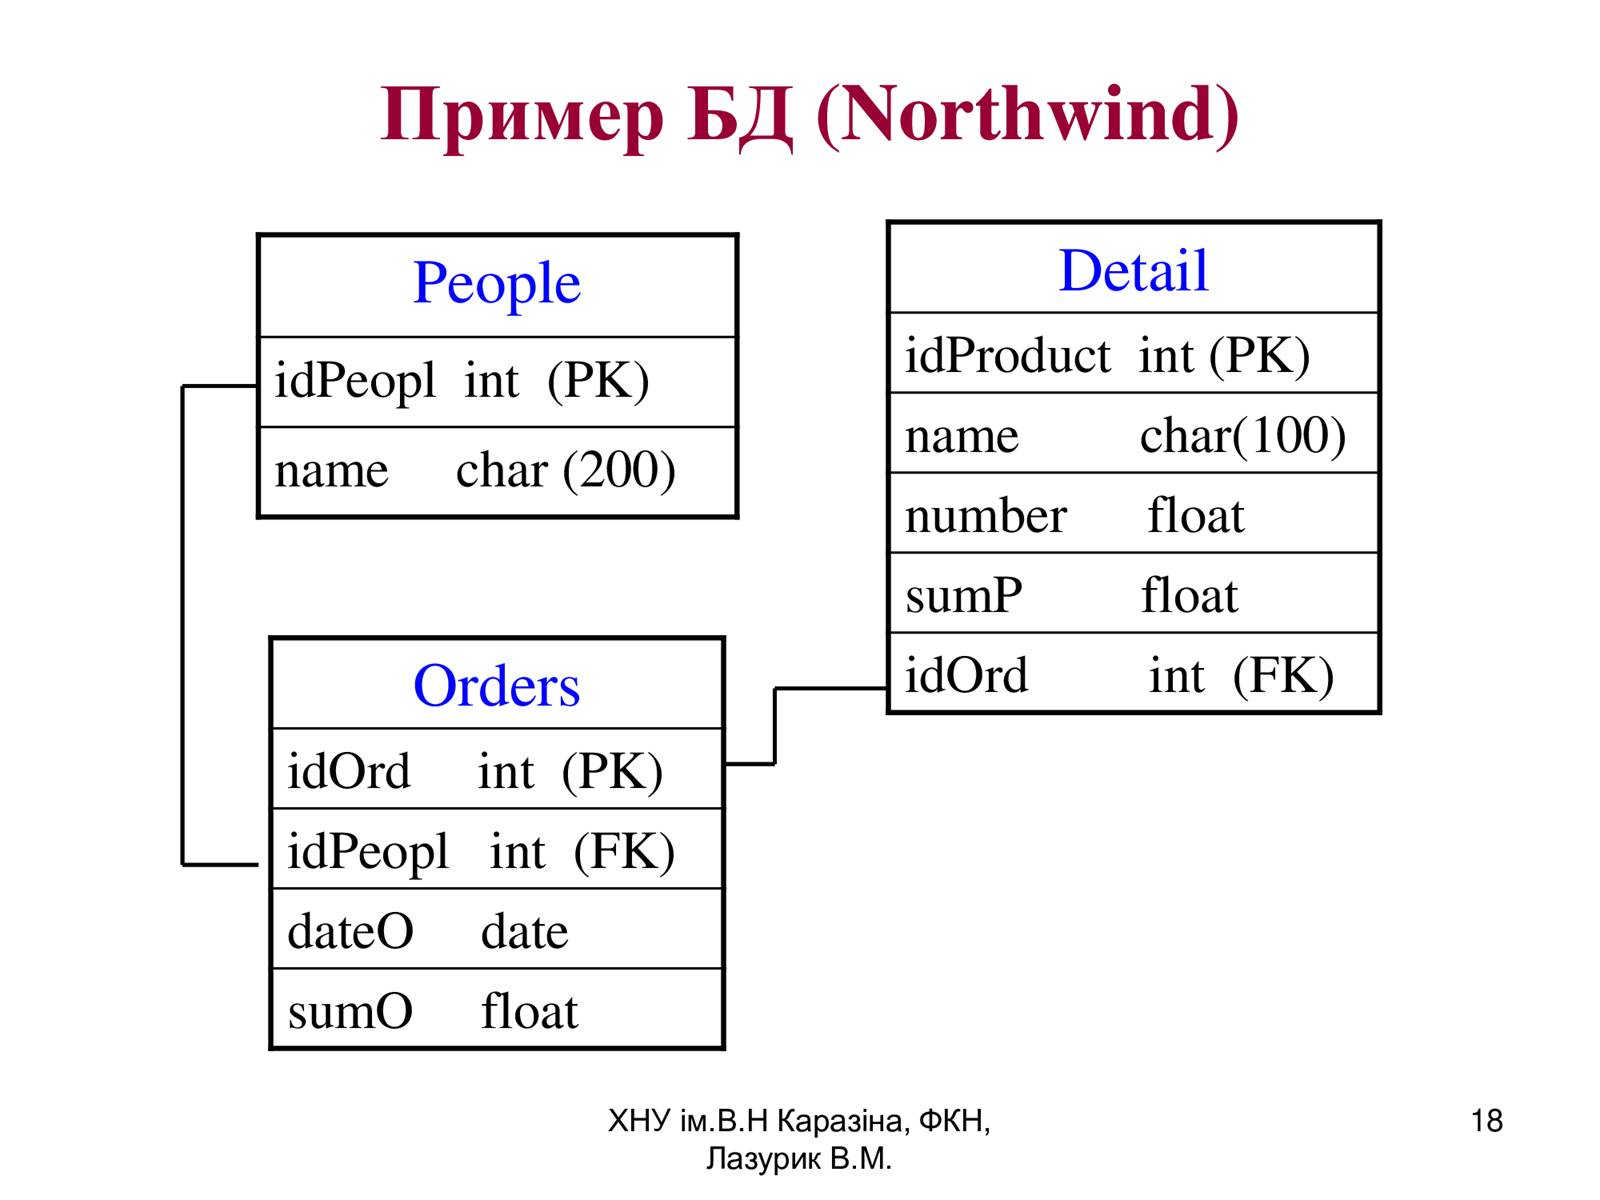 Пример БД (Northwind)
People
idPeopl int (PK)
name char (200)
Orders
idOrd int (PK)
idPeopl int (FK)
dateO date
sumO float
Detail
idProduct int (PK)
name char(100)
number float
sumP float
idOrd int (FK)
ХНУ ім.В.Н Каразіна, ФКН,
Лазурик В.М.
18